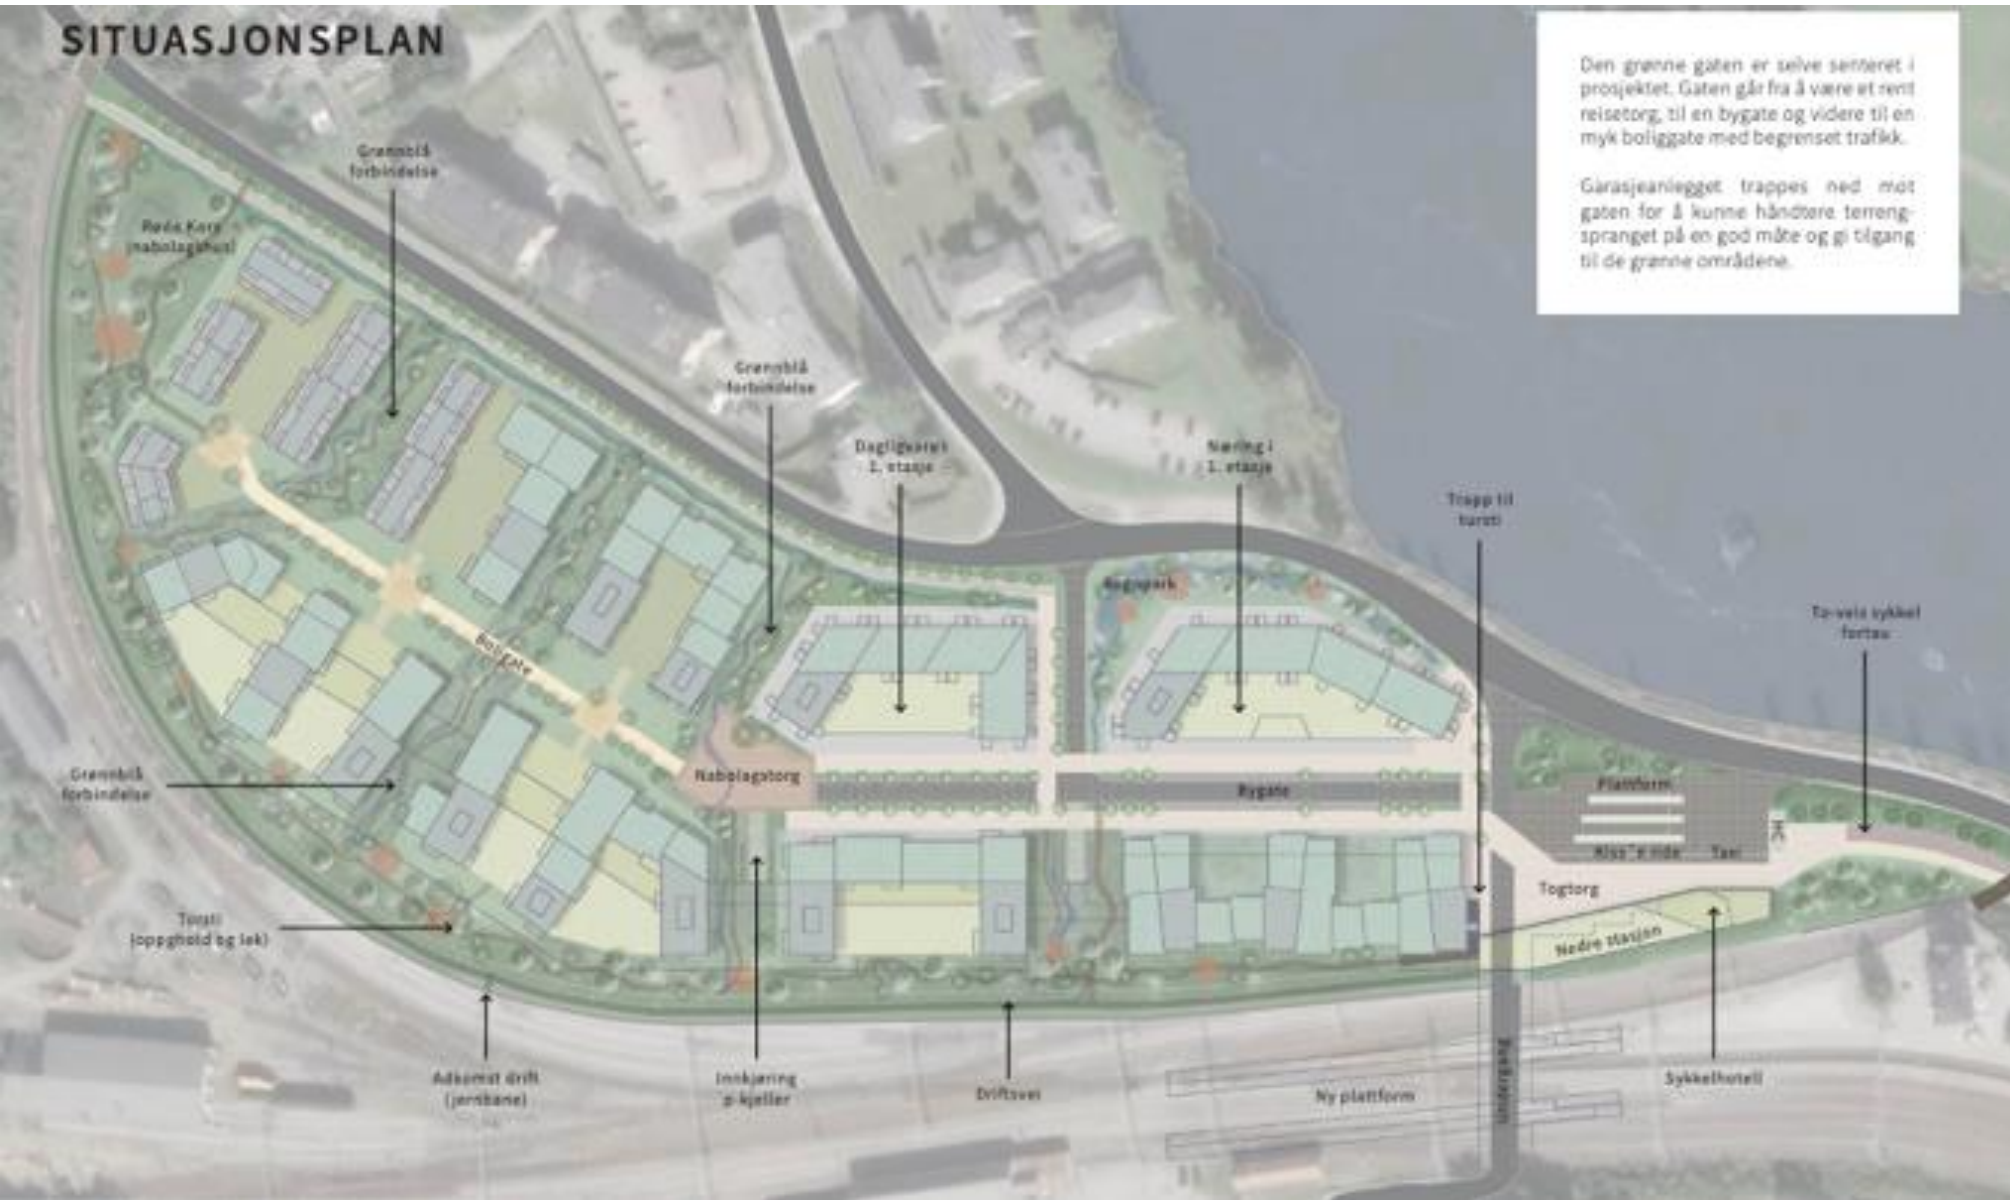 SITUASJONSPLAN
Den grønne gaten er selve senteret i
prosjektet. Gaten går fra å være et rent
reisetorg, til en bygate og videre til en
myk boliggate med begrenset trafikk.
Garasjeanlegget trappes ned mot
gaten for å kunne håndtere terreng-
spranget på en god måte og gi tilgang
til de grønne områdene.
Grønnblå
forbindelse
Røde Kors
(nabolagshus)
Grønnblå
forbindelse
Dagligvare i
1. etasje
Næring i
1. etasje
Trapp til
tursti
Regnpark
To-veis sykkel
fortau
Boligate
Grønnblå
forbindelse
Nabolagstorg
Bygate
Plattform
Kiss ´n ride
Taxi
HC
Togtorg
Nedre stasjon
Tursti
(oppghold og lek)
Adkomst drift
(jernbane)
Innkjøring
p-kjeller
Driftsvei
Ny plattform
Sykkelhotell